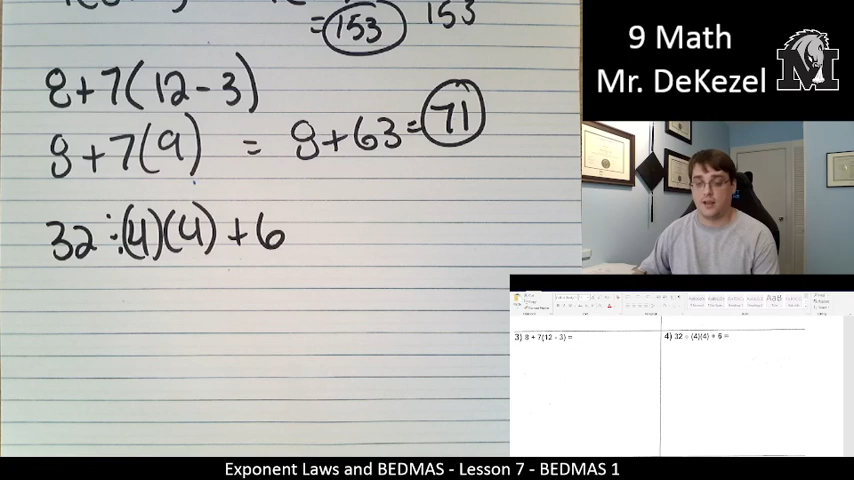 = 153 153
8+7(12-3)
8+7(9) = 8+63=71
32÷(4)(4)+6
9 Math
Mr. DeKezel
M
3) 8 + 7(12 - 3) =
4) 32 ÷ (4)(4) + 6 =
Exponent Laws and BEDMAS - Lesson 7 - BEDMAS 1